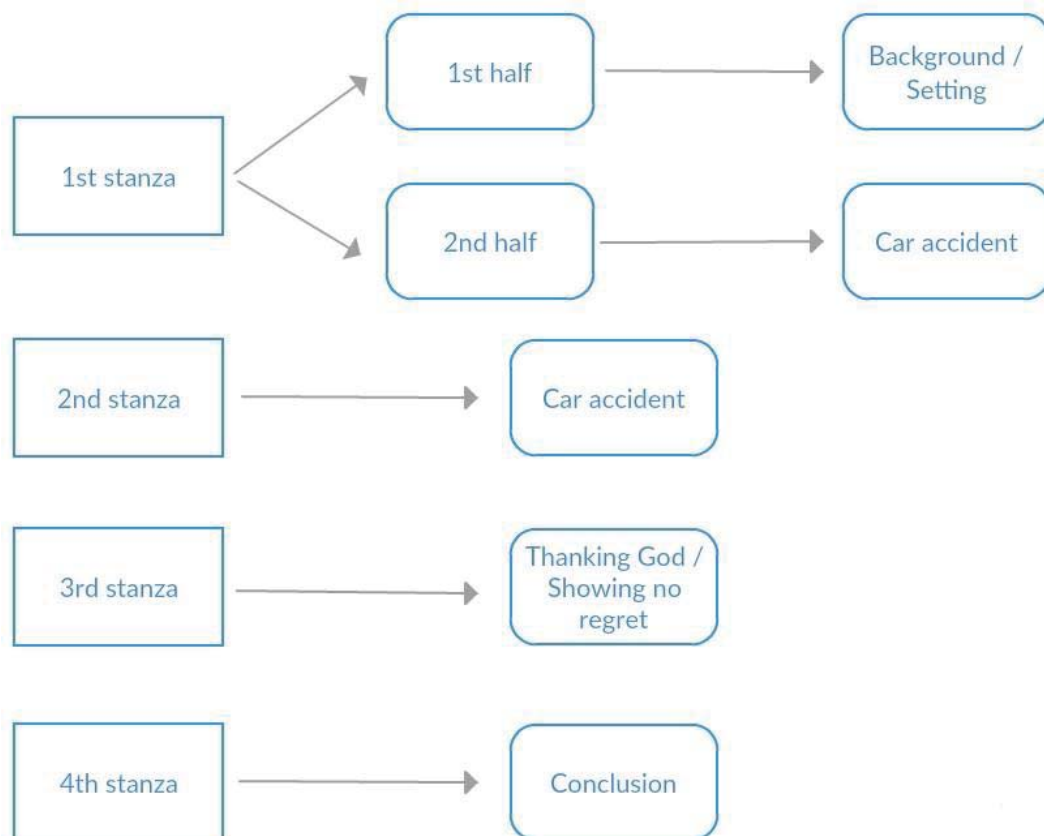 1st stanza
1st half
Background /
Setting
2nd half
Car accident
2nd stanza
Car accident
3rd stanza
Thanking God /
Showing no
regret
4th stanza
Conclusion